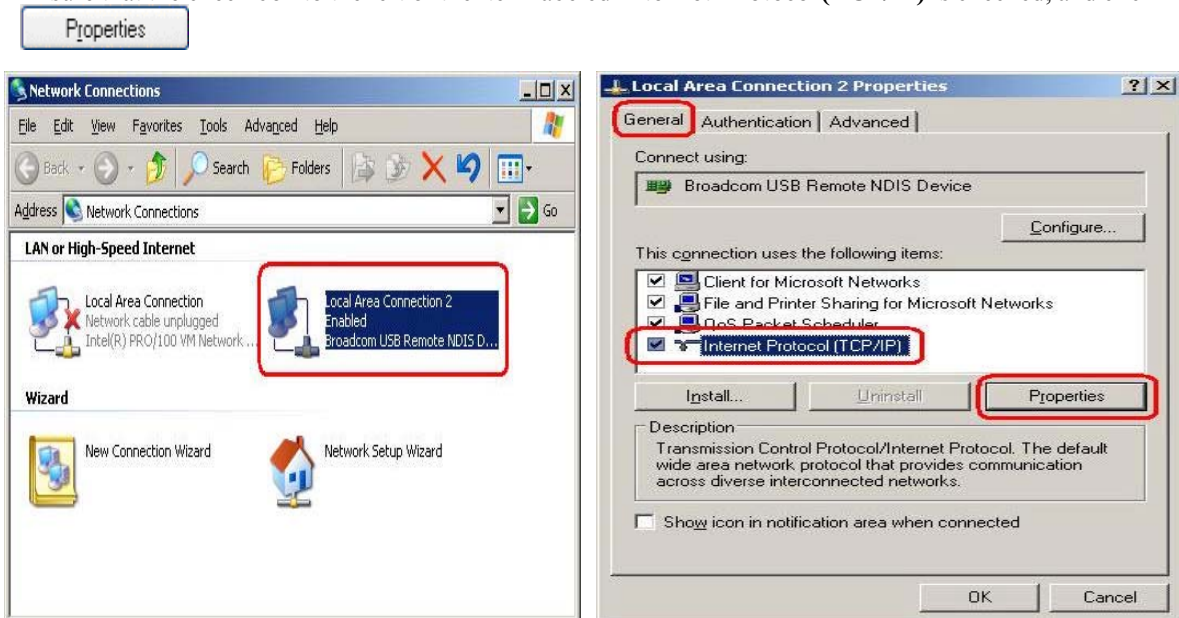 Properties
Network Connections
File Edit View Favorites Tools Advanced Help
Back Search Folders
Address Network Connections Go
LAN or High-Speed Internet
Local Area Connection
Network cable unplugged
Intel(R) PRO/100 VM Network...
Local Area Connection 2
Enabled
Broadcom USB Remote NDIS D...
Wizard
New Connection Wizard
Network Setup Wizard
Local Area Connection 2 Properties
General Authentication Advanced
Connect using:
Broadcom USB Remote NDIS Device
Configure...
This connection uses the following items:
Client for Microsoft Networks
File and Printer Sharing for Microsoft Networks
QoS Packet Scheduler
Internet Protocol (TCP/IP)
Install... Uninstall Properties
Description
Transmission Control Protocol/Internet Protocol. The default
wide area network protocol that provides communication
across diverse interconnected networks.
Show icon in notification area when connected
OK Cancel